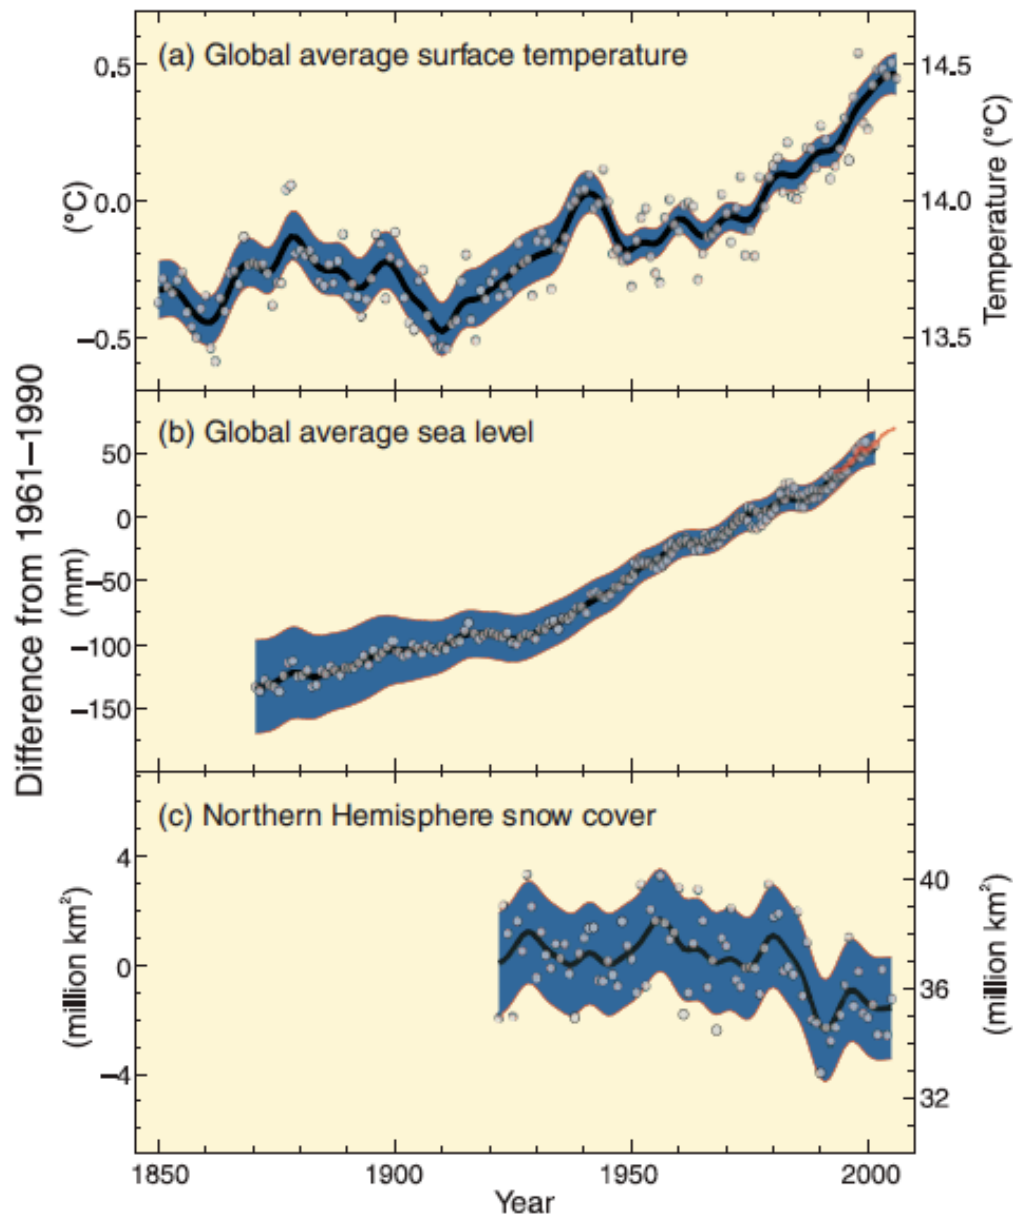 (a) Global average surface temperature
0.5
0.0
−0.5
(°C)
14.5
14.0
13.5
Temperature (°C)
Difference from 1961−1990
(b) Global average sea level
50
0
−50
−100
−150
(mm)
(c) Northern Hemisphere snow cover
4
0
−4
(million km²)
40
36
32
(million km²)
1850
1900
1950
2000
Year